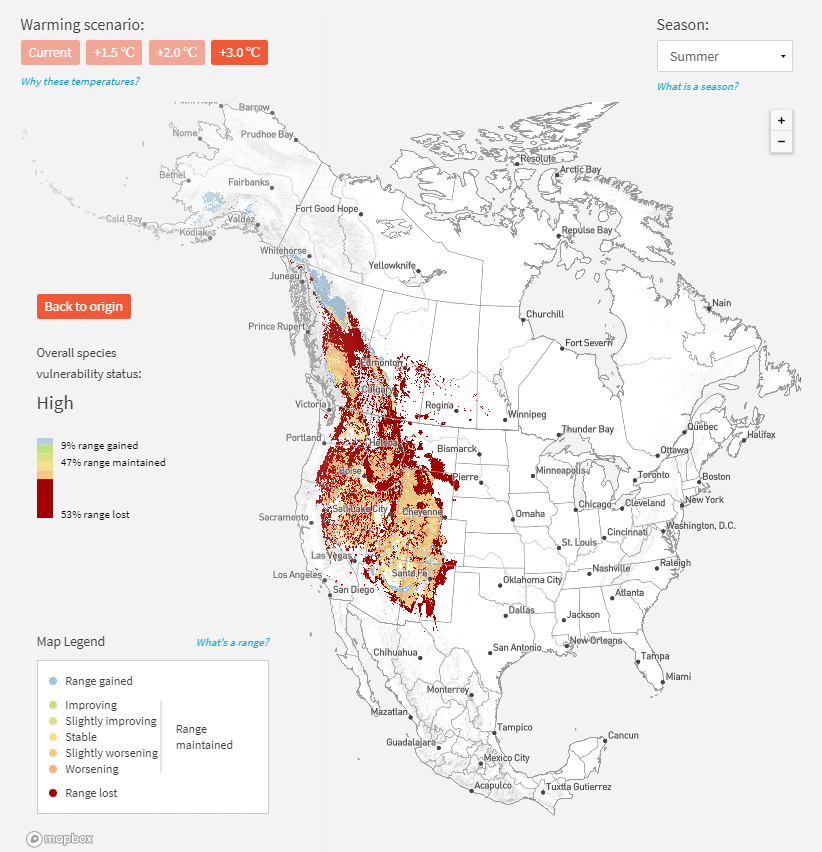 Warming scenario:
Season:
Current
+1.5 ℃
+2.0 ℃
+3.0 ℃
Summer
Why these temperatures?
What is a season?
+
−
Point Hope
Barrow
Nome
Prudhoe Bay
Resolute
Arctic Bay
Bethel
Fairbanks
Fort Good Hope
Cold Bay
Valdez
Kodiak
Repulse Bay
Whitehorse
Yellowknife
Juneau
Back to origin
Nain
Churchill
Prince Rupert
Fort Severn
Overall species
vulnerability status:
High
Edmonton
Calgary
Victoria
Regina
Winnipeg
Thunder Bay
Quebec
Halifax
Portland
Helena
Bismarck
Ottawa
9% range gained
47% range maintained
53% range lost
Boise
Pierre
Minneapolis
Toronto
Boston
Salt Lake City
Cheyenne
Chicago
Cleveland
New York
Sacramento
Omaha
Washington, D.C.
Cincinnati
St. Louis
Las Vegas
Los Angeles
Santa Fe
Nashville
Raleigh
San Diego
Oklahoma City
Atlanta
Dallas
Jackson
Map Legend
What's a range?
Chihuahua
San Antonio
New Orleans
Tampa
Miami
Range gained
Improving
Slightly improving
Stable
Slightly worsening
Worsening
Range
maintained
Range lost
Monterrey
Mazatlan
Tampico
Guadalajara
Cancun
Mexico City
Acapulco
Tuxtla Gutierrez
mapbox